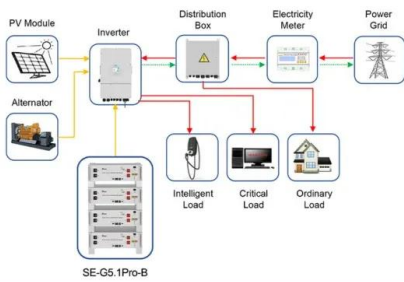 PV Module
Inverter
Distribution
Box
Electricity
Meter
Power
Grid
Alternator
Intelligent
Load
Critical
Load
Ordinary
Load
SE-G5.1Pro-B